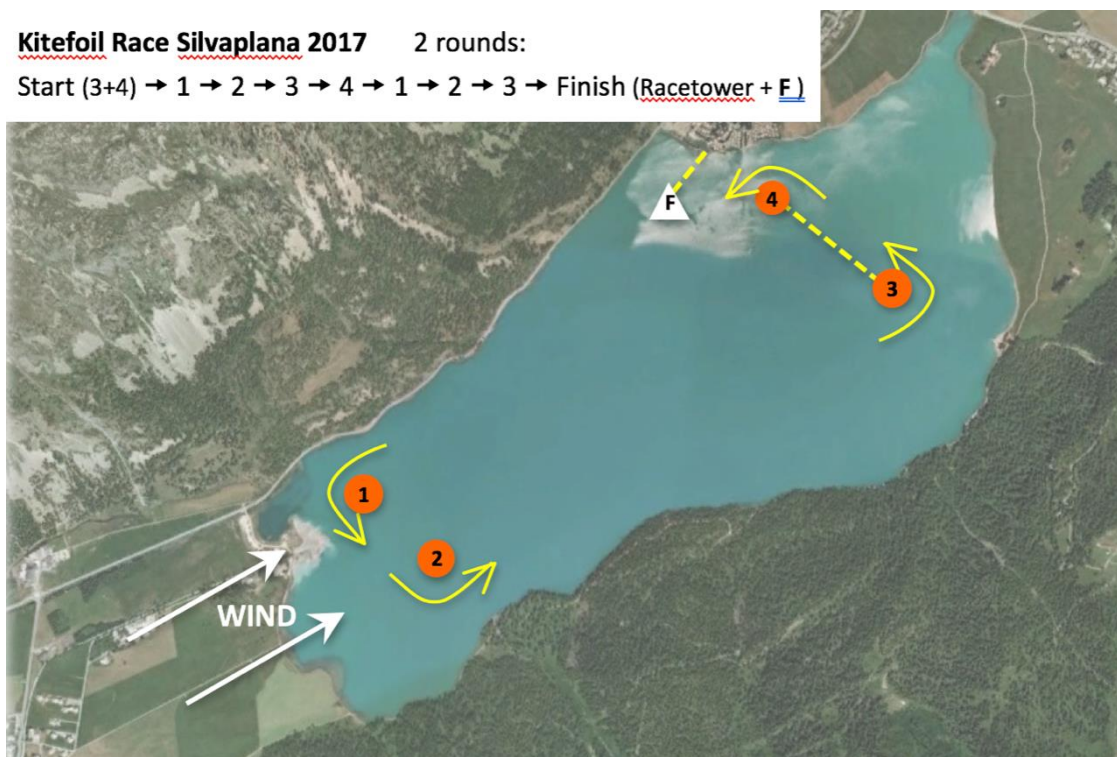 Kitefoil Race Silvaplana 2017 2 rounds:
Start (3+4) → 1 → 2 → 3 → 4 → 1 → 2 → 3 → Finish (Racetower + F )
F
4
3
1
2
WIND